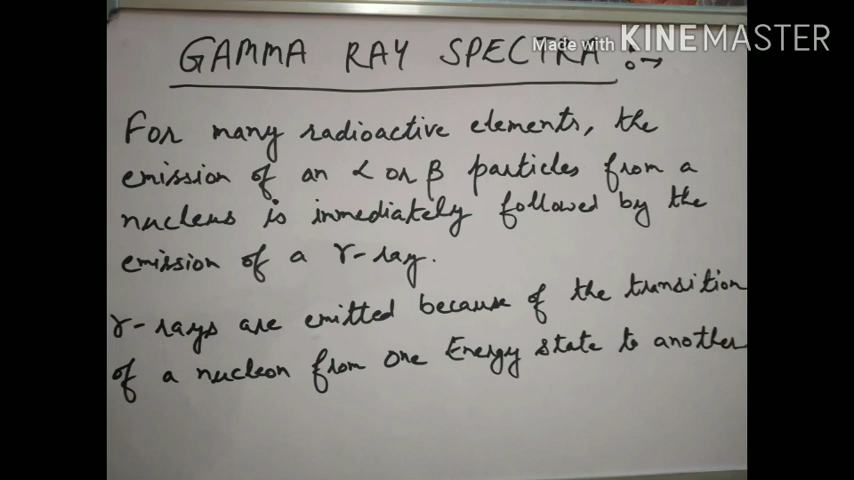 Made with KINEMASTER
GAMMA RAY SPECTRA :→
For many radioactive elements, the
emission of an α or β particles from a
nucleus is immediately followed by the
emission of a γ-ray.
γ-rays are emitted because of the transition
of a nucleon from one Energy state to another